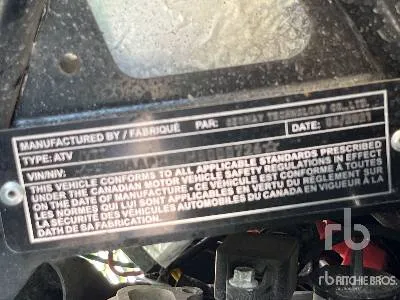 MANUFACTURED BY / FABRIQUÉ PAR: TECHNOLOGY CO., LTD.
TYPE: ATV DATE:
VIN/NIV:
THIS VEHICLE CONFORMS TO ALL APPLICABLE STANDARDS PRESCRIBED
UNDER THE CANADIAN MOTOR VEHICLE SAFETY REGULATIONS IN EFFECT
ON THE DATE OF MANUFACTURE - CE VÉHICULE EST CONFORME À TOUTES
LES NORMES QUI LUI SONT APPLICABLES EN VERTU DU RÈGLEMENT SUR
LA SÉCURITÉ DES VÉHICULES AUTOMOBILES DU CANADA EN VIGUEUR À LA
DATH DE SA FABRICATION.
rb
RITCHIE BROS.